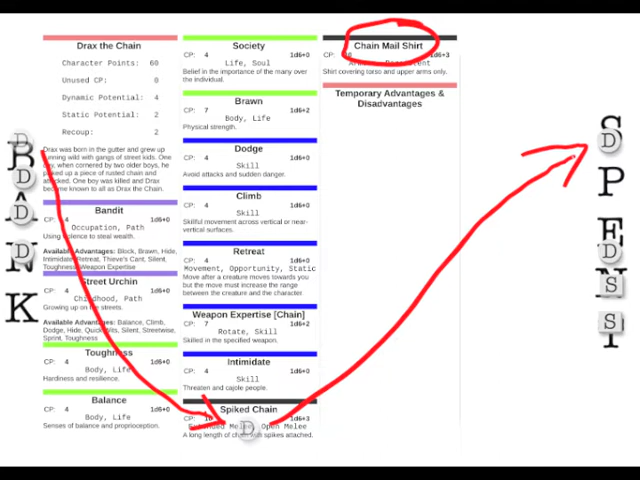 Drax the Chain
Character Points: 60
Unused CP: 0
Dynamic Potential: 4
Static Potential: 2
Recoup: 2
Drax was born in the gutter and grew up
running wild with gangs of street kids. One
day, when cornered by two older boys, he
picked up a piece of rusted chain and
attacked. One boy was killed and Drax
became known to all as Drax the Chain.
Bandit
CP: 4 1d6+0
Occupation, Path
Using violence to steal wealth.
Available Advantages: Block, Brawn, Hide,
Intimidate, Retreat, Thieve's Cant, Silent,
Toughness, Weapon Expertise
Street Urchin
CP: 4 1d6+0
Childhood, Path
Growing up on the streets.
Available Advantages: Balance, Climb,
Dodge, Hide, Quick Wits, Silent, Streetwise,
Sprint, Toughness
Toughness
CP: 4 1d6+0
Body, Life
Hardiness and resilience.
Balance
CP: 4 1d6+0
Body, Life
Senses of balance and proprioception.
Society
CP: 4 1d6+0
Life, Soul
Belief in the importance of the many over
the individual.
Brawn
CP: 7 1d6+2
Body, Life
Physical strength.
Dodge
CP: 4 1d6+0
Skill
Avoid attacks and sudden danger.
Climb
CP: 4 1d6+0
Skill
Skillful movement across vertical or near-
vertical surfaces.
Retreat
CP: 4 1d6+0
Movement, Opportunity, Static
Move after a creature moves towards you
but the move must increase the range
between the creature and the character.
Weapon Expertise [Chain]
CP: 7 1d6+2
Rotate, Skill
Skilled in the specified weapon.
Intimidate
CP: 4 1d6+0
Skill
Threaten and cajole people.
Spiked Chain
CP: 10 1d6+3
Extended Melee, Open Melee
D
A long length of chain with spikes attached.
Chain Mail Shirt
CP: 10 1d6+3
Shirt covering torso and upper arms only.
Temporary Advantages &
Disadvantages
BANK
D
D
D
D
SPENT
D
D
S
S